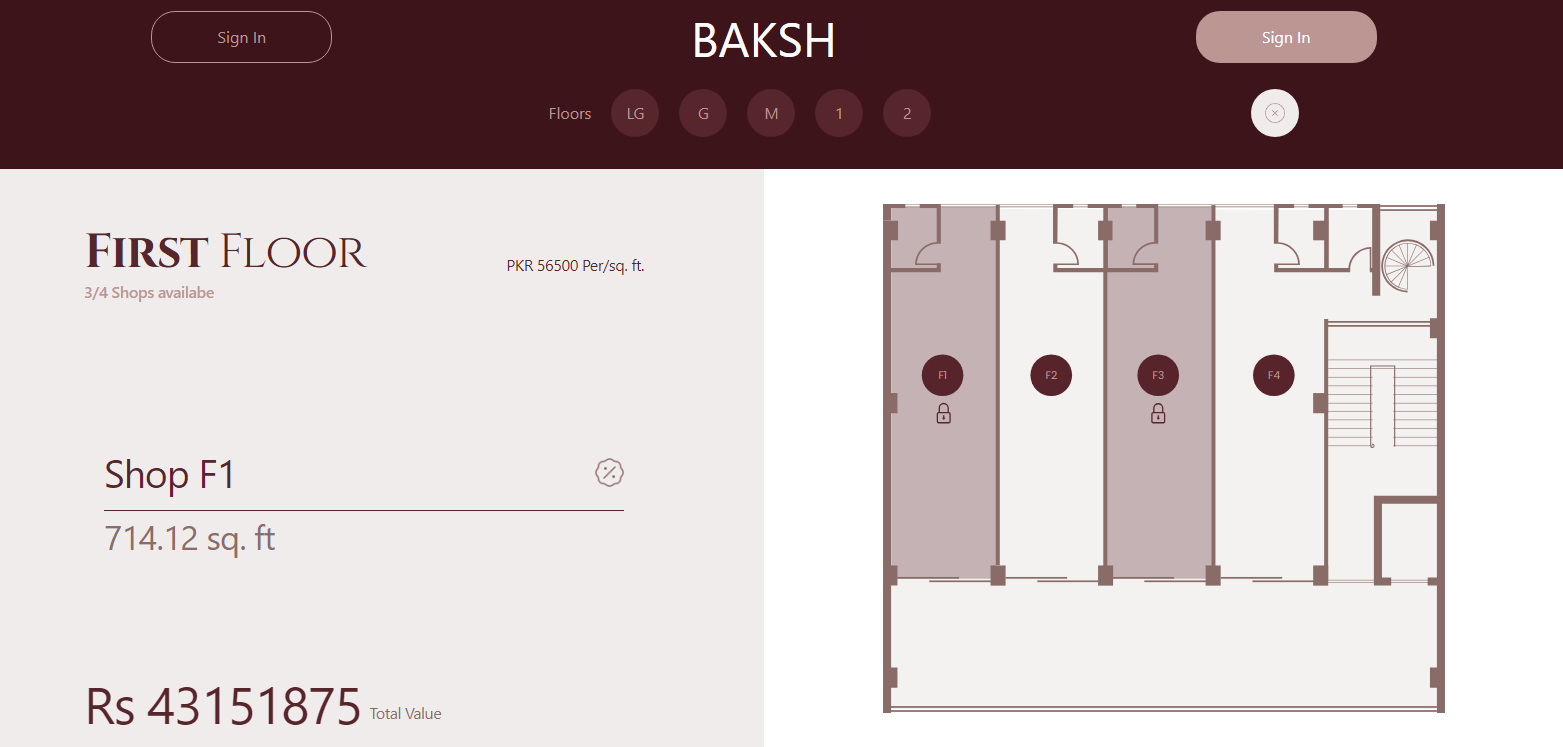 Sign In
BAKSH
Sign In
Floors LG G M 1 2
First Floor
PKR 56500 Per/sq. ft.
3/4 Shops availabe
Shop F1
714.12 sq. ft
Rs 43151875 Total Value
F1 F2 F3 F4